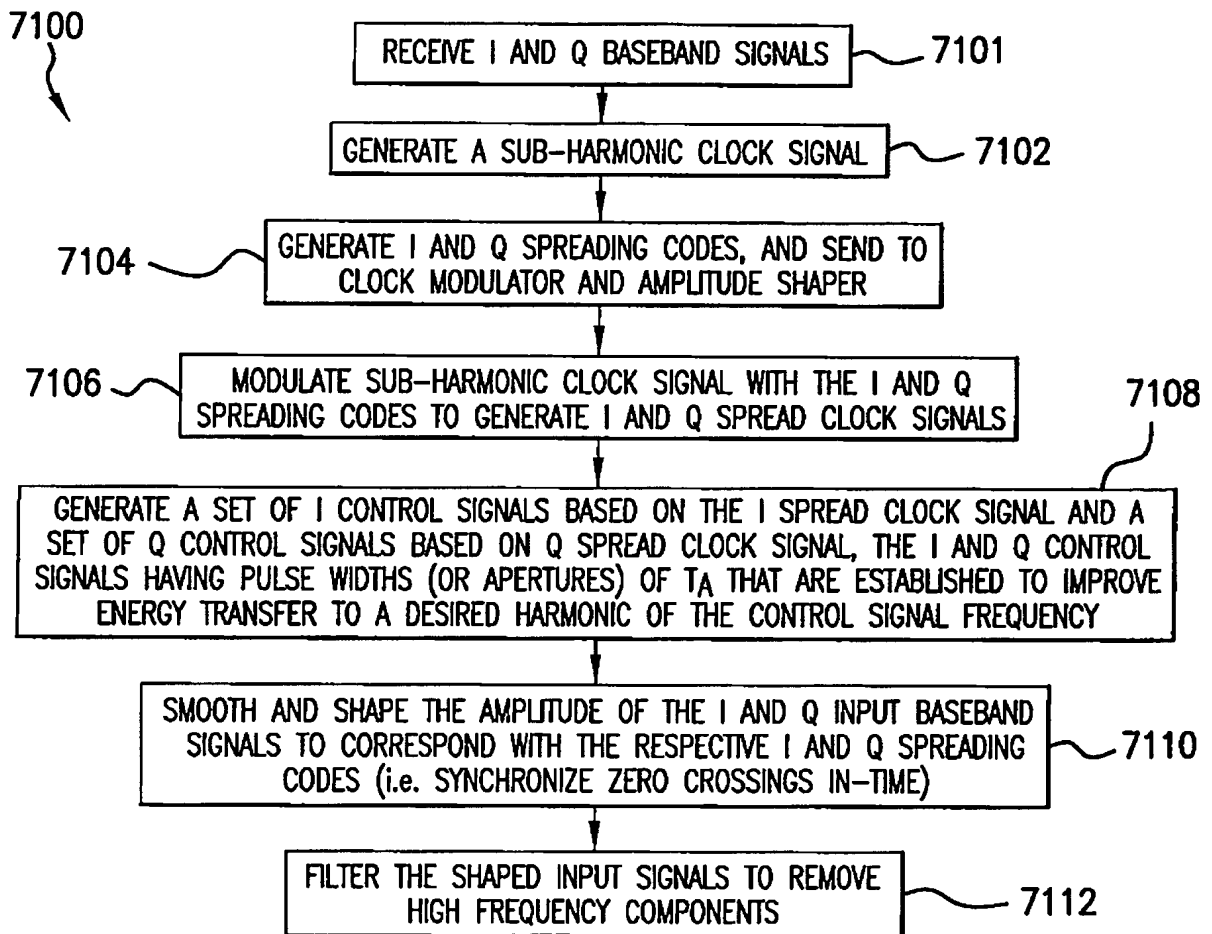 7100
RECEIVE I AND Q BASEBAND SIGNALS
7101
GENERATE A SUB-HARMONIC CLOCK SIGNAL
7102
7104
GENERATE I AND Q SPREADING CODES, AND SEND TO
CLOCK MODULATOR AND AMPLITUDE SHAPER
7106
MODULATE SUB-HARMONIC CLOCK SIGNAL WITH THE I AND Q
SPREADING CODES TO GENERATE I AND Q SPREAD CLOCK SIGNALS
7108
GENERATE A SET OF I CONTROL SIGNALS BASED ON THE I SPREAD CLOCK SIGNAL AND A
SET OF Q CONTROL SIGNALS BASED ON Q SPREAD CLOCK SIGNAL, THE I AND Q CONTROL
SIGNALS HAVING PULSE WIDTHS (OR APERTURES) OF TA THAT ARE ESTABLISHED TO IMPROVE
ENERGY TRANSFER TO A DESIRED HARMONIC OF THE CONTROL SIGNAL FREQUENCY
SMOOTH AND SHAPE THE AMPLITUDE OF THE I AND Q INPUT BASEBAND
SIGNALS TO CORRESPOND WITH THE RESPECTIVE I AND Q SPREADING
CODES (i.e. SYNCHRONIZE ZERO CROSSINGS IN-TIME)
7110
FILTER THE SHAPED INPUT SIGNALS TO REMOVE
HIGH FREQUENCY COMPONENTS
7112